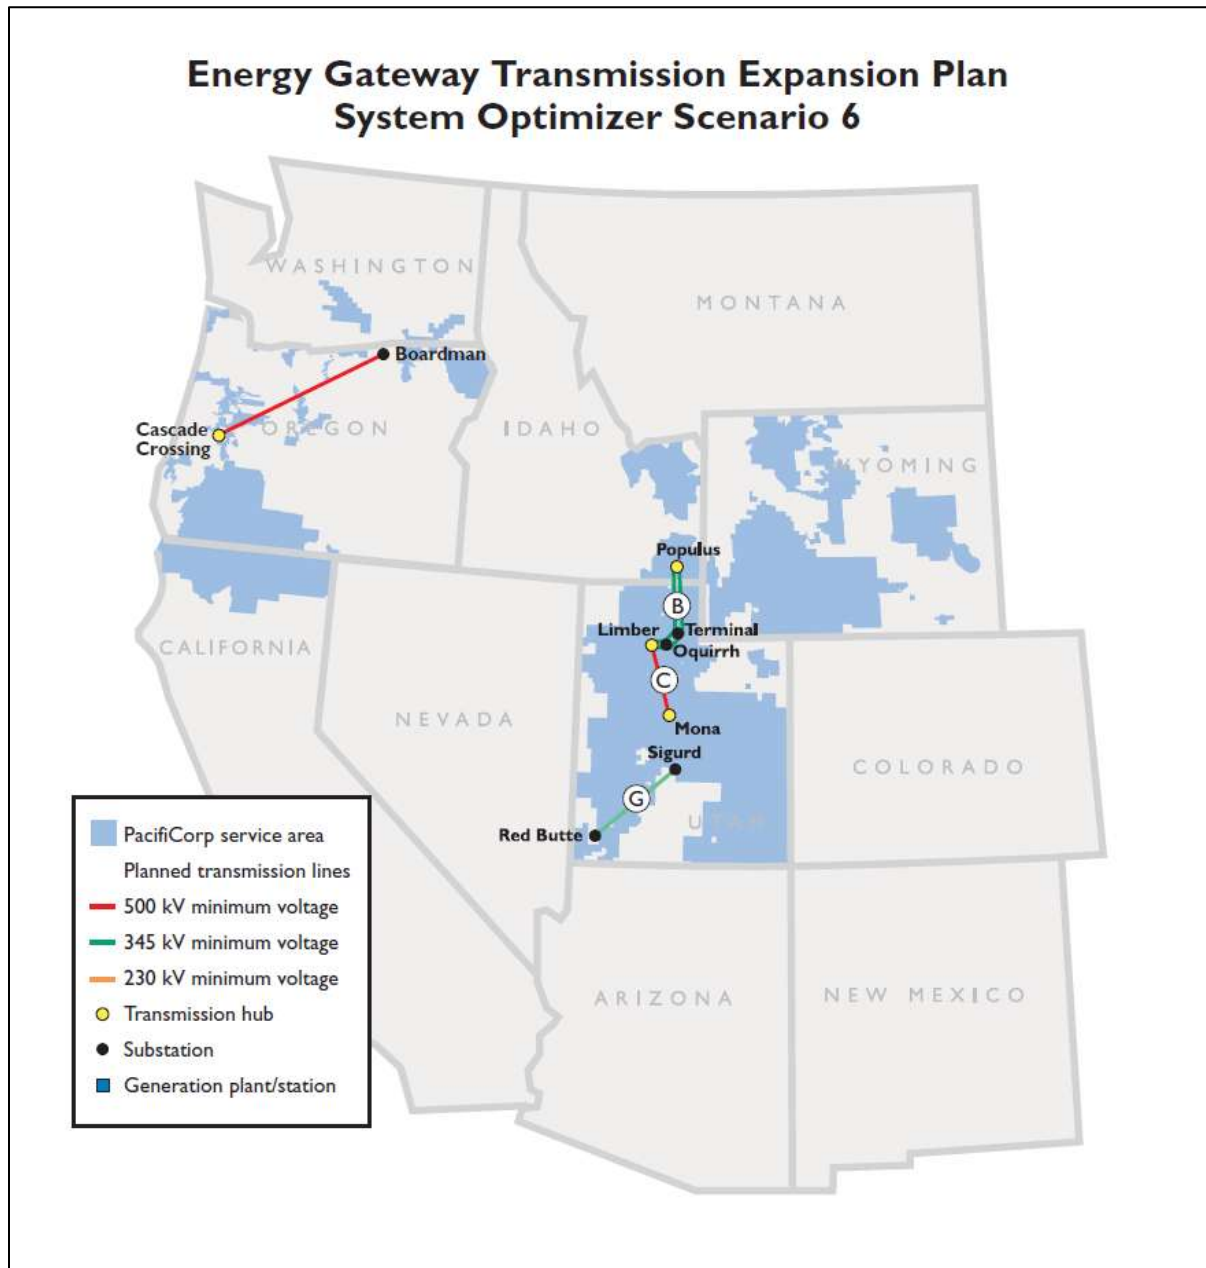 Energy Gateway Transmission Expansion Plan
System Optimizer Scenario 6
WASHINGTON
MONTANA
Boardman
Cascade
Crossing
OREGON
IDAHO
WYOMING
Populus
B
Limber
Terminal
Oquirrh
CALIFORNIA
C
NEVADA
Mona
Sigurd
COLORADO
G
UTAH
Red Butte
PacifiCorp service area
Planned transmission lines
500 kV minimum voltage
345 kV minimum voltage
230 kV minimum voltage
Transmission hub
Substation
Generation plant/station
ARIZONA
NEW MEXICO